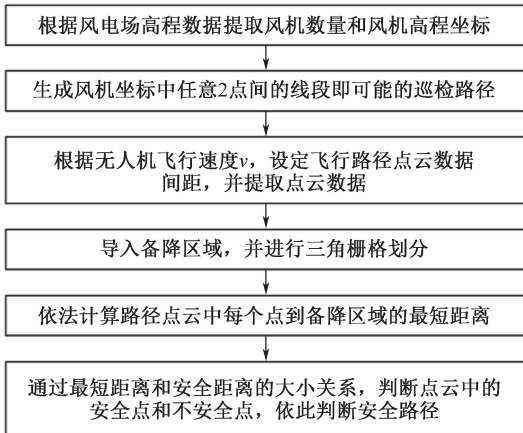 根据风电场高程数据提取风机数量和风机高程坐标
生成风机坐标中任意2点间的线段即可能的巡检路径
根据无人机飞行速度v，设定飞行路径点云数据
间距，并提取点云数据
导入备降区域，并进行三角栅格划分
依法计算路径点云中每个点到备降区域的最短距离
通过最短距离和安全距离的大小关系，判断点云中的
安全点和不安全点，依此判断安全路径